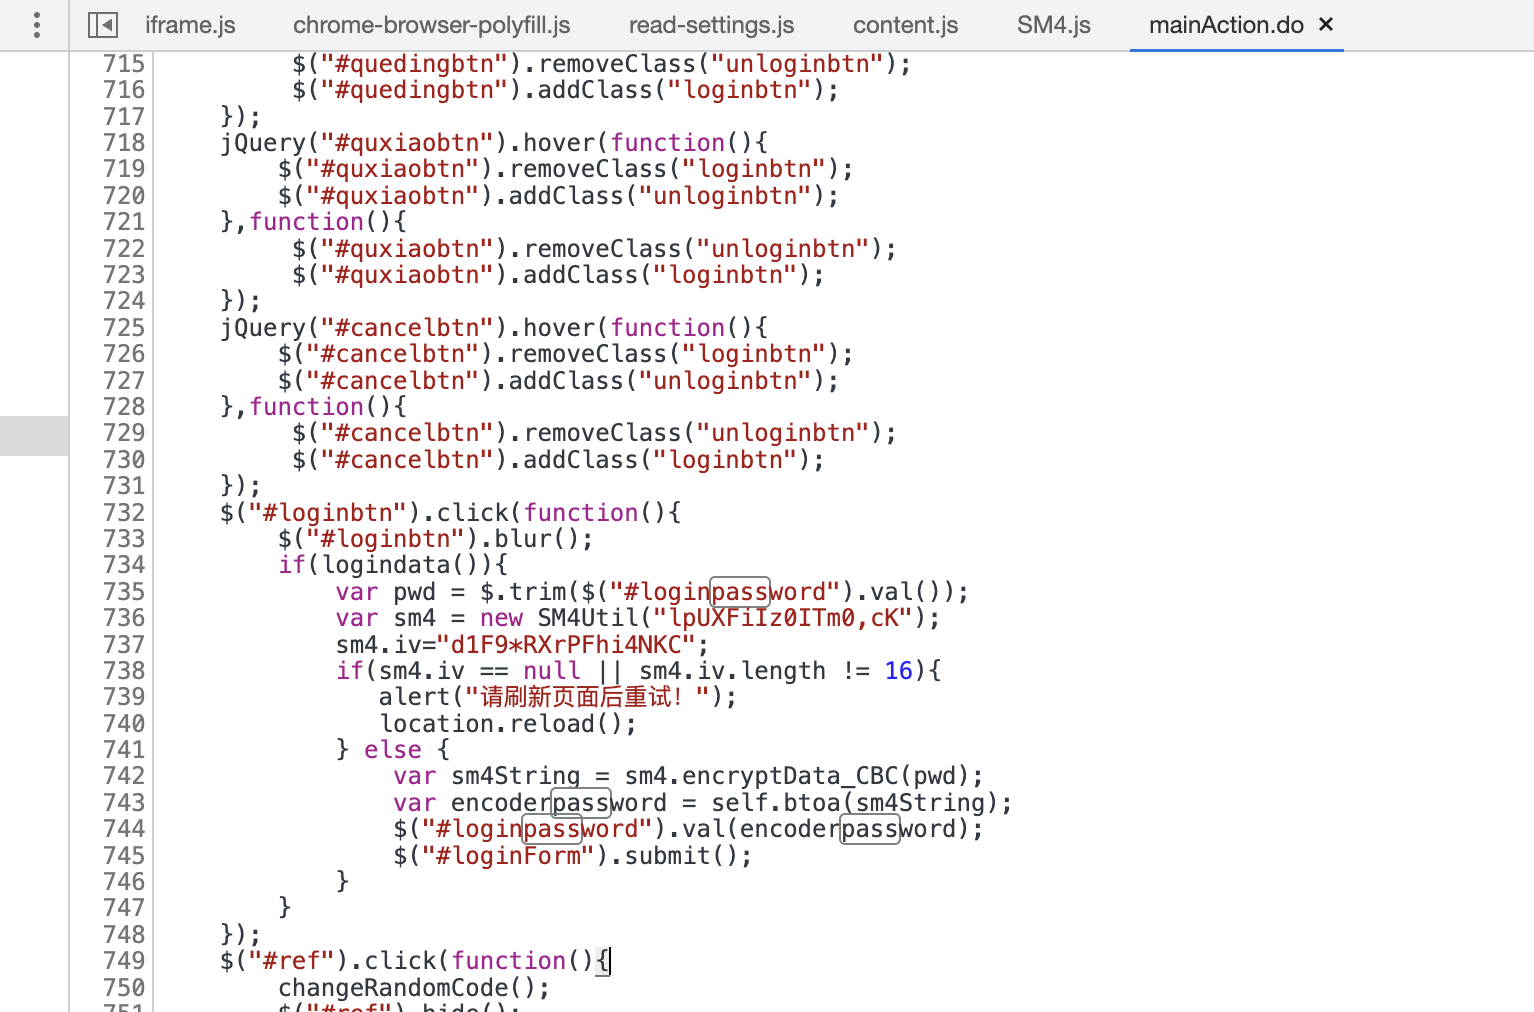 iframe.js chrome-browser-polyfill.js read-settings.js content.js SM4.js mainAction.do ×
715 $("#quedingbtn").removeClass("unloginbtn");
716 $("#quedingbtn").addClass("loginbtn");
717 });
718 jQuery("#quxiaobtn").hover(function(){
719 $("#quxiaobtn").removeClass("loginbtn");
720 $("#quxiaobtn").addClass("unloginbtn");
721 },function(){
722 $("#quxiaobtn").removeClass("unloginbtn");
723 $("#quxiaobtn").addClass("loginbtn");
724 });
725 jQuery("#cancelbtn").hover(function(){
726 $("#cancelbtn").removeClass("loginbtn");
727 $("#cancelbtn").addClass("unloginbtn");
728 },function(){
729 $("#cancelbtn").removeClass("unloginbtn");
730 $("#cancelbtn").addClass("loginbtn");
731 });
732 $("#loginbtn").click(function(){
733 $("#loginbtn").blur();
734 if(logindata()){
735 var pwd = $.trim($("#loginpassword").val());
736 var sm4 = new SM4Util("lpUXFiIz0ITm0,cK");
737 sm4.iv="d1F9*RXrPFhi4NKC";
738 if(sm4.iv == null || sm4.iv.length != 16){
739 alert("请刷新页面后重试！");
740 location.reload();
741 } else {
742 var sm4String = sm4.encryptData_CBC(pwd);
743 var encoderpassword = self.btoa(sm4String);
744 $("#loginpassword").val(encoderpassword);
745 $("#loginForm").submit();
746 }
747 }
748 });
749 $("#ref").click(function(){
750 changeRandomCode();
751 $("#ref").hide();